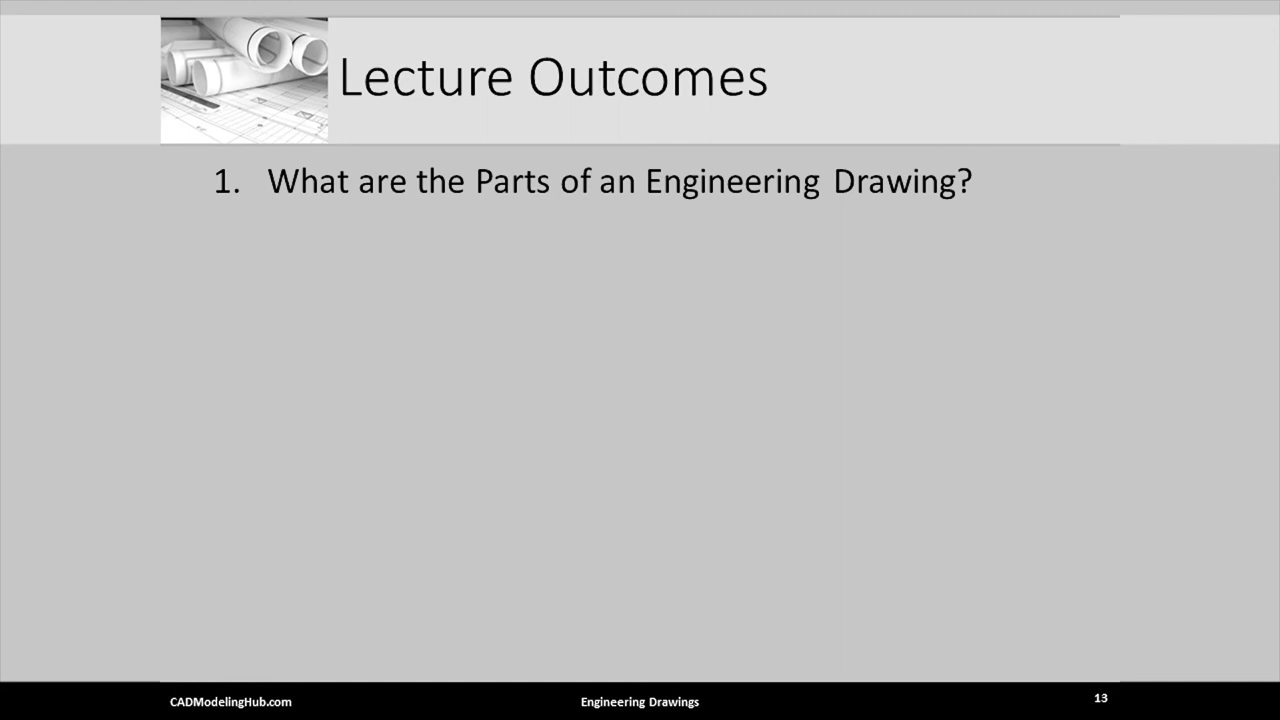 Lecture Outcomes
1. What are the Parts of an Engineering Drawing?
CADModelingHub.com
Engineering Drawings
13